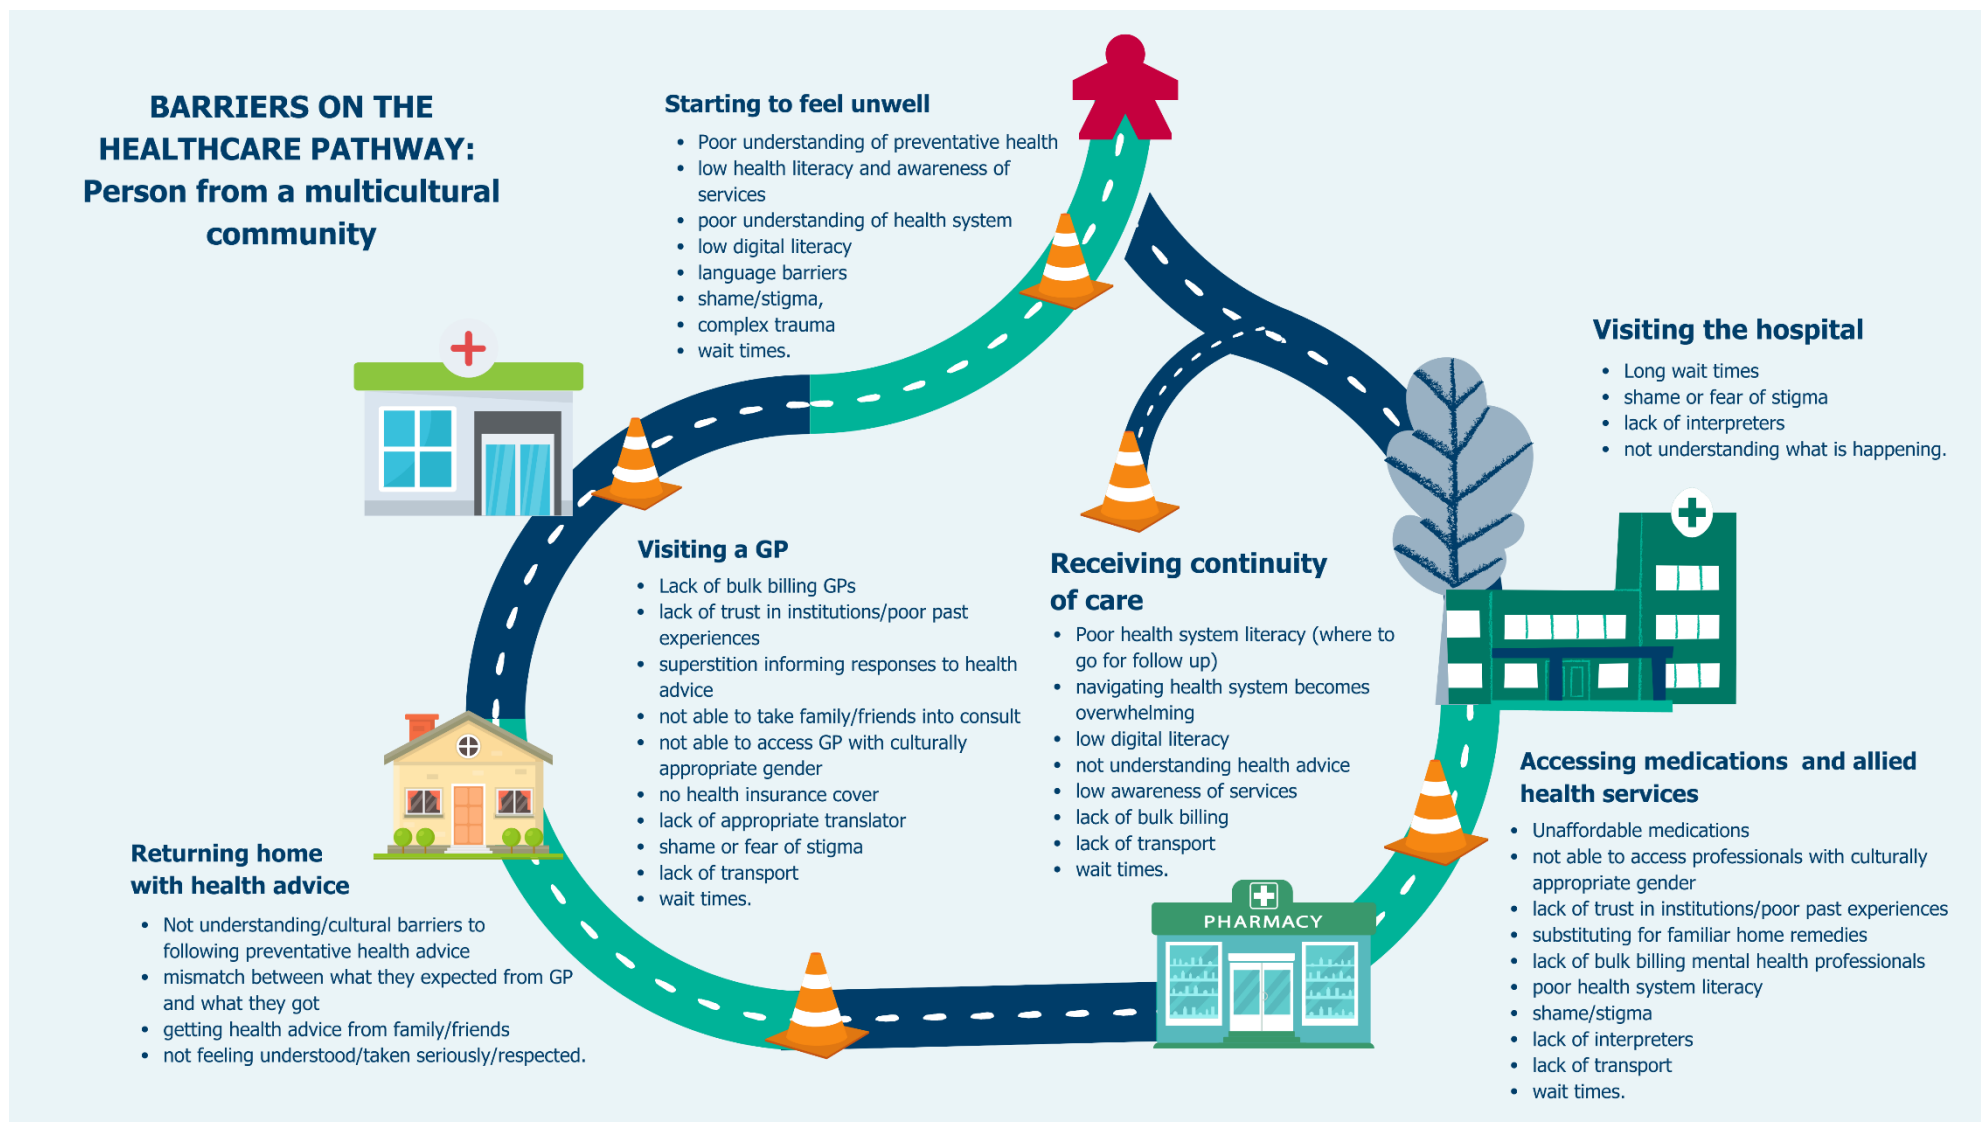 BARRIERS ON THE
HEALTHCARE PATHWAY:
Person from a multicultural
community
Starting to feel unwell
• Poor understanding of preventative health
• low health literacy and awareness of
services
• poor understanding of health system
• low digital literacy
• language barriers
• shame/stigma,
• complex trauma
• wait times.
Visiting a GP
• Lack of bulk billing GPs
• lack of trust in institutions/poor past
experiences
• superstition informing responses to health
advice
• not able to take family/friends into consult
• not able to access GP with culturally
appropriate gender
• no health insurance cover
• lack of appropriate translator
• shame or fear of stigma
• lack of transport
• wait times.
Returning home
with health advice
• Not understanding/cultural barriers to
following preventative health advice
• mismatch between what they expected from GP
and what they got
• getting health advice from family/friends
• not feeling understood/taken seriously/respected.
PHARMACY
Accessing medications and allied
health services
• Unaffordable medications
• not able to access professionals with culturally
appropriate gender
• lack of trust in institutions/poor past experiences
• substituting for familiar home remedies
• lack of bulk billing mental health professionals
• poor health system literacy
• shame/stigma
• lack of interpreters
• lack of transport
• wait times.
Visiting the hospital
• Long wait times
• shame or fear of stigma
• lack of interpreters
• not understanding what is happening.
Receiving continuity
of care
• Poor health system literacy (where to
go for follow up)
• navigating health system becomes
overwhelming
• low digital literacy
• not understanding health advice
• low awareness of services
• lack of bulk billing
• lack of transport
• wait times.